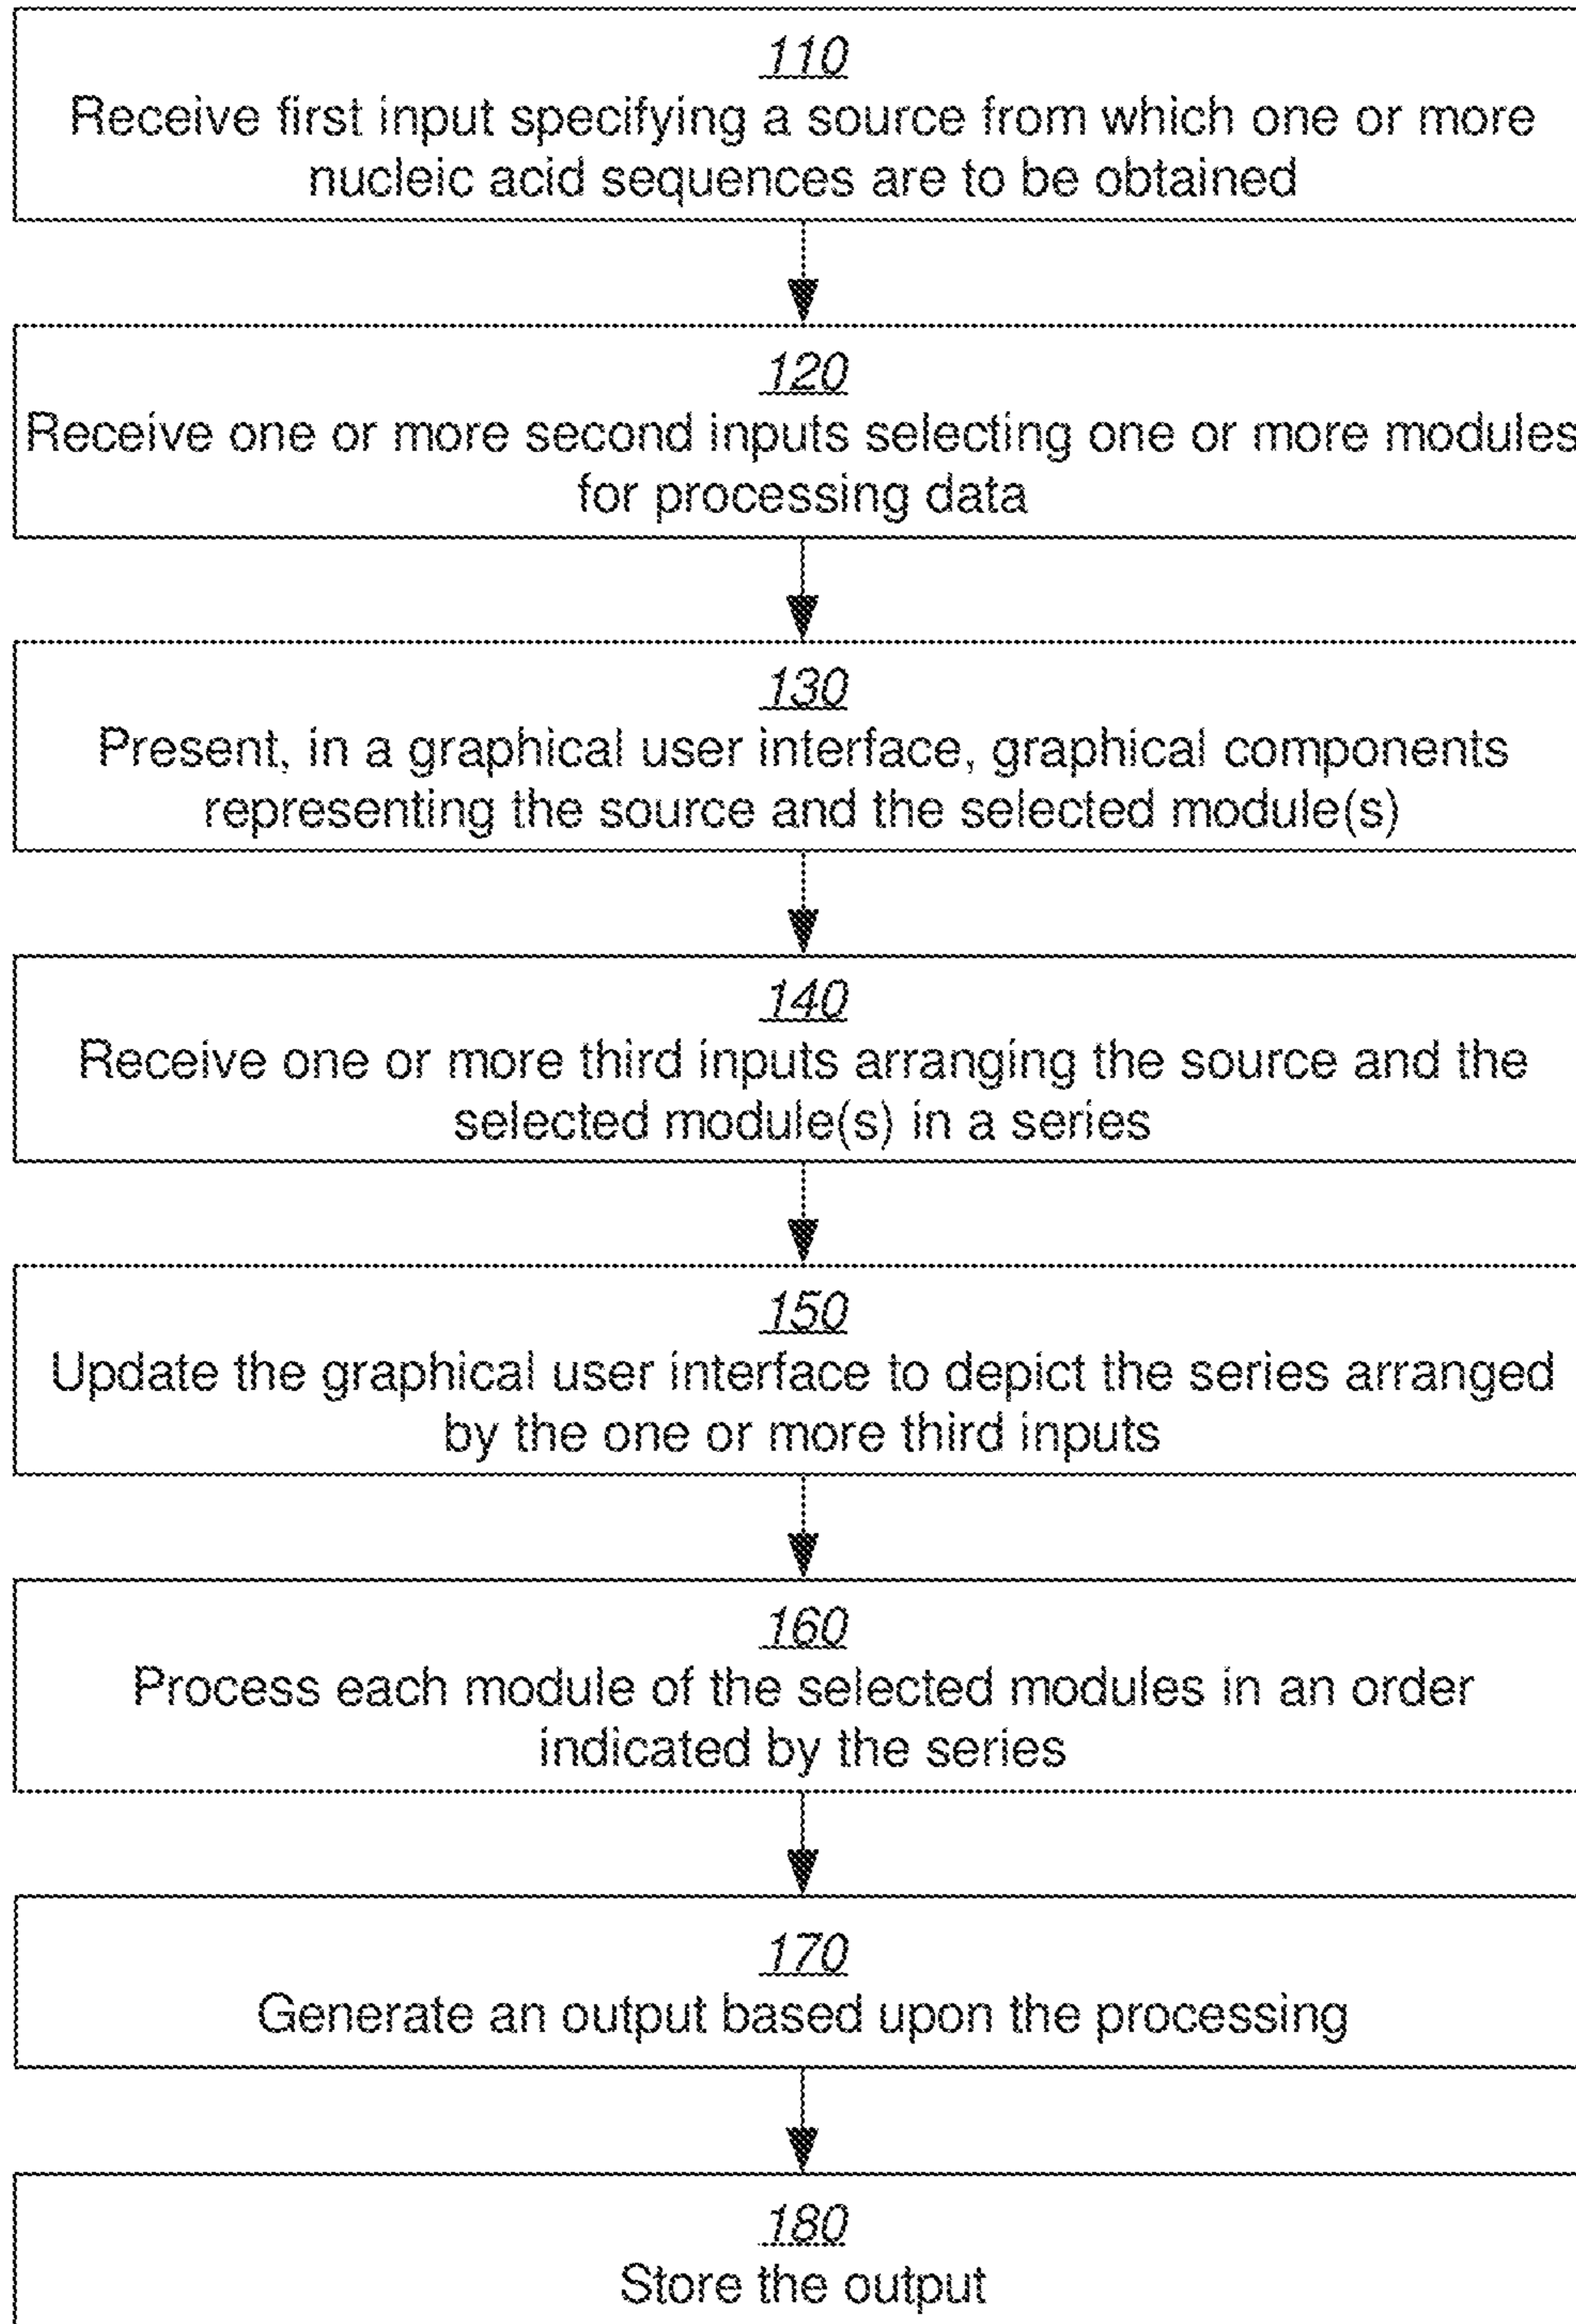 110
Receive first input specifying a source from which one or more
nucleic acid sequences are to be obtained
120
Receive one or more second inputs selecting one or more modules
for processing data
130
Present, in a graphical user interface, graphical components
representing the source and the selected module(s)
140
Receive one or more third inputs arranging the source and the
selected module(s) in a series
150
Update the graphical user interface to depict the series arranged
by the one or more third inputs
160
Process each module of the selected modules in an order
indicated by the series
170
Generate an output based upon the processing
180
Store the output